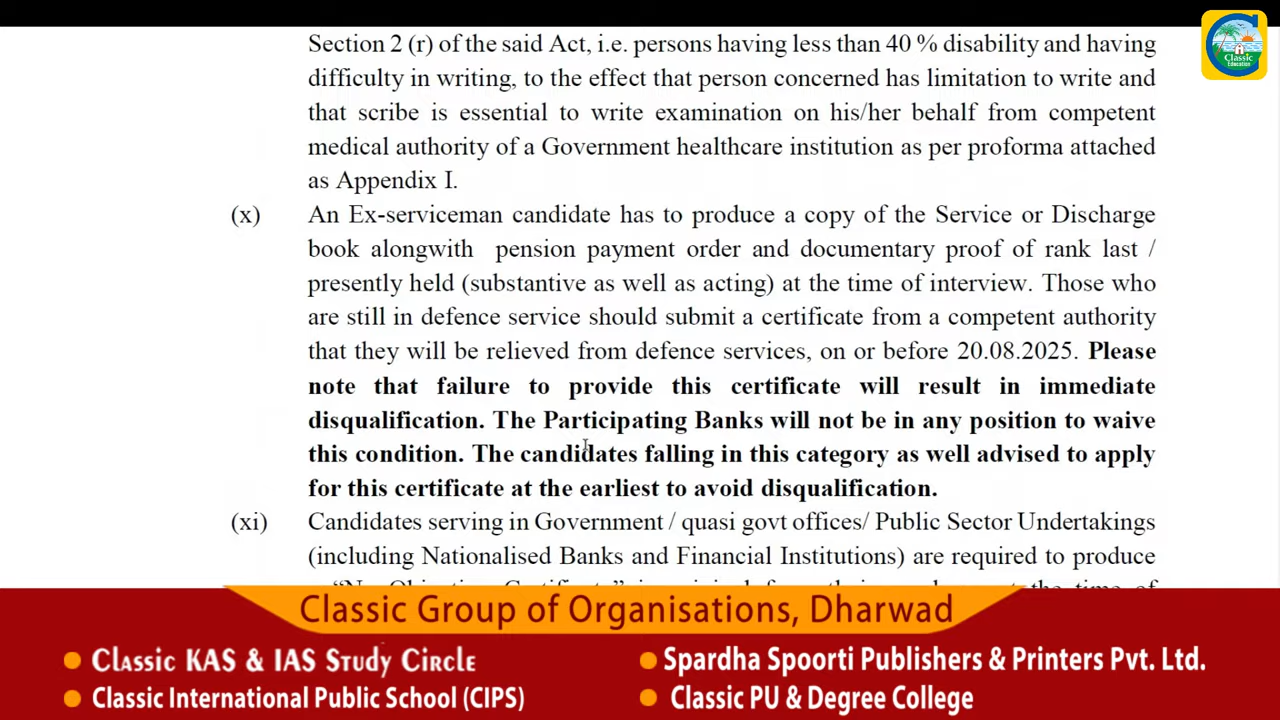 Classic
Education
Section 2 (r) of the said Act, i.e. persons having less than 40 % disability and having
difficulty in writing, to the effect that person concerned has limitation to write and
that scribe is essential to write examination on his/her behalf from competent
medical authority of a Government healthcare institution as per proforma attached
as Appendix I.
(x) An Ex-serviceman candidate has to produce a copy of the Service or Discharge
book alongwith pension payment order and documentary proof of rank last /
presently held (substantive as well as acting) at the time of interview. Those who
are still in defence service should submit a certificate from a competent authority
that they will be relieved from defence services, on or before 20.08.2025. Please
note that failure to provide this certificate will result in immediate
disqualification. The Participating Banks will not be in any position to waive
this condition. The candidates falling in this category as well advised to apply
for this certificate at the earliest to avoid disqualification.
(xi) Candidates serving in Government / quasi govt offices/ Public Sector Undertakings
(including Nationalised Banks and Financial Institutions) are required to produce
Classic Group of Organisations, Dharwad
Classic KAS & IAS Study Circle
Spardha Spoorti Publishers & Printers Pvt. Ltd.
Classic International Public School (CIPS)
Classic PU & Degree College